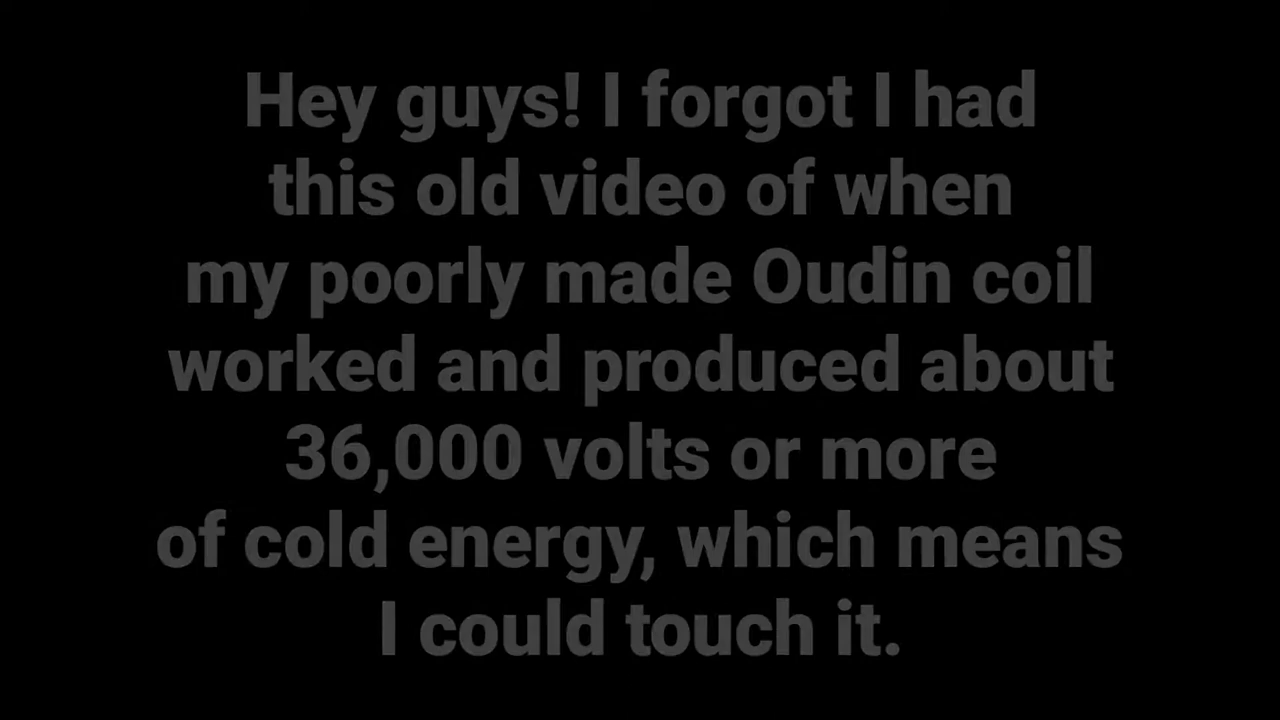 Hey guys! I forgot I had
this old video of when
my poorly made Oudin coil
worked and produced about
36,000 volts or more
of cold energy, which means
I could touch it.